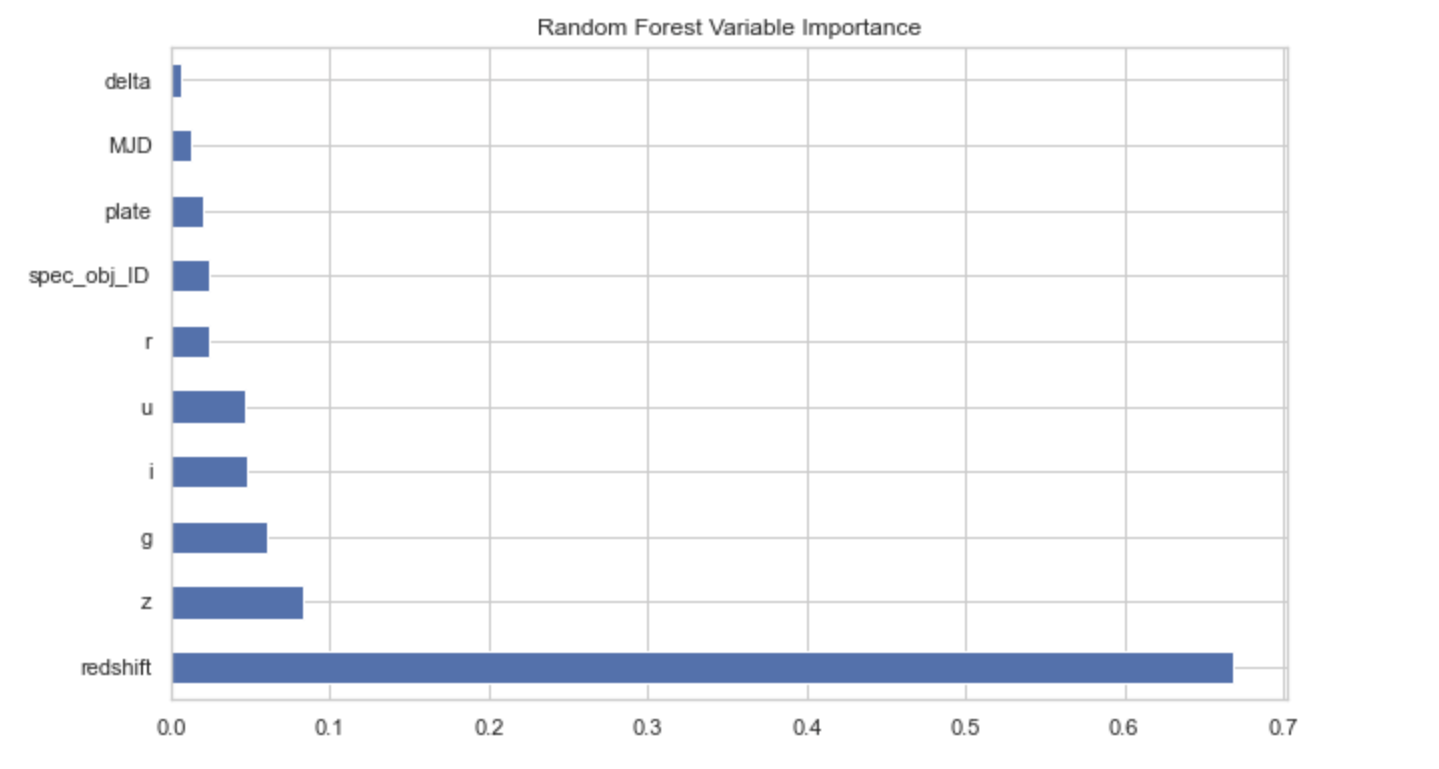 Random Forest Variable Importance
delta
MJD
plate
spec_obj_ID
r
u
i
g
z
redshift
0.0 0.1 0.2 0.3 0.4 0.5 0.6 0.7